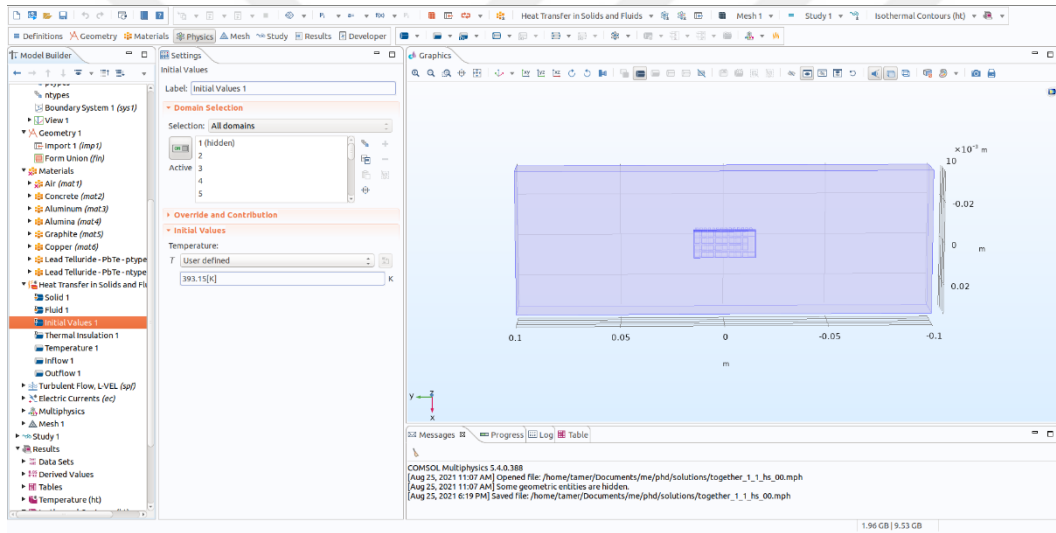 Pᵢ
a=
f(x)
Heat Transfer in Solids and Fluids
Mesh 1
Study 1
Isothermal Contours (ht)
Definitions
Geometry
Materials
Physics
Mesh
Study
Results
Developer
Model Builder
ntypes
Boundary System 1 (sys1)
View 1
Geometry 1
Import 1 (imp1)
Form Union (fin)
Materials
Air (mat1)
Concrete (mat2)
Aluminum (mat3)
Alumina (mat4)
Graphite (mat5)
Copper (mat6)
Lead Telluride - PbTe - ptype
Lead Telluride - PbTe - ntype
Heat Transfer in Solids and Flu
Solid 1
Fluid 1
Initial Values 1
Thermal Insulation 1
Temperature 1
Inflow 1
Outflow 1
Turbulent Flow, L-VEL (spf)
Electric Currents (ec)
Multiphysics
Mesh 1
Study 1
Results
Data Sets
Derived Values
Tables
Temperature (ht)
Settings
Initial Values
Label: Initial Values 1
Domain Selection
Selection: All domains
1 (hidden)
2
Active 3
4
5
Override and Contribution
Initial Values
Temperature:
T User defined
393.15[K] K
Graphics
×10⁻³ m
10
-0.02
0 m
0.02
0.1 0.05 0 -0.05 -0.1
m
y z
x
Messages
Progress
Log
Table
COMSOL Multiphysics 5.4.0.388
[Aug 25, 2021 11:07 AM] Opened file: /home/tamer/Documents/me/phd/solutions/together_1_1_hs_00.mph
[Aug 25, 2021 11:07 AM] Some geometric entities are hidden.
[Aug 25, 2021 6:19 PM] Saved file: /home/tamer/Documents/me/phd/solutions/together_1_1_hs_00.mph
1.96 GB | 9.53 GB